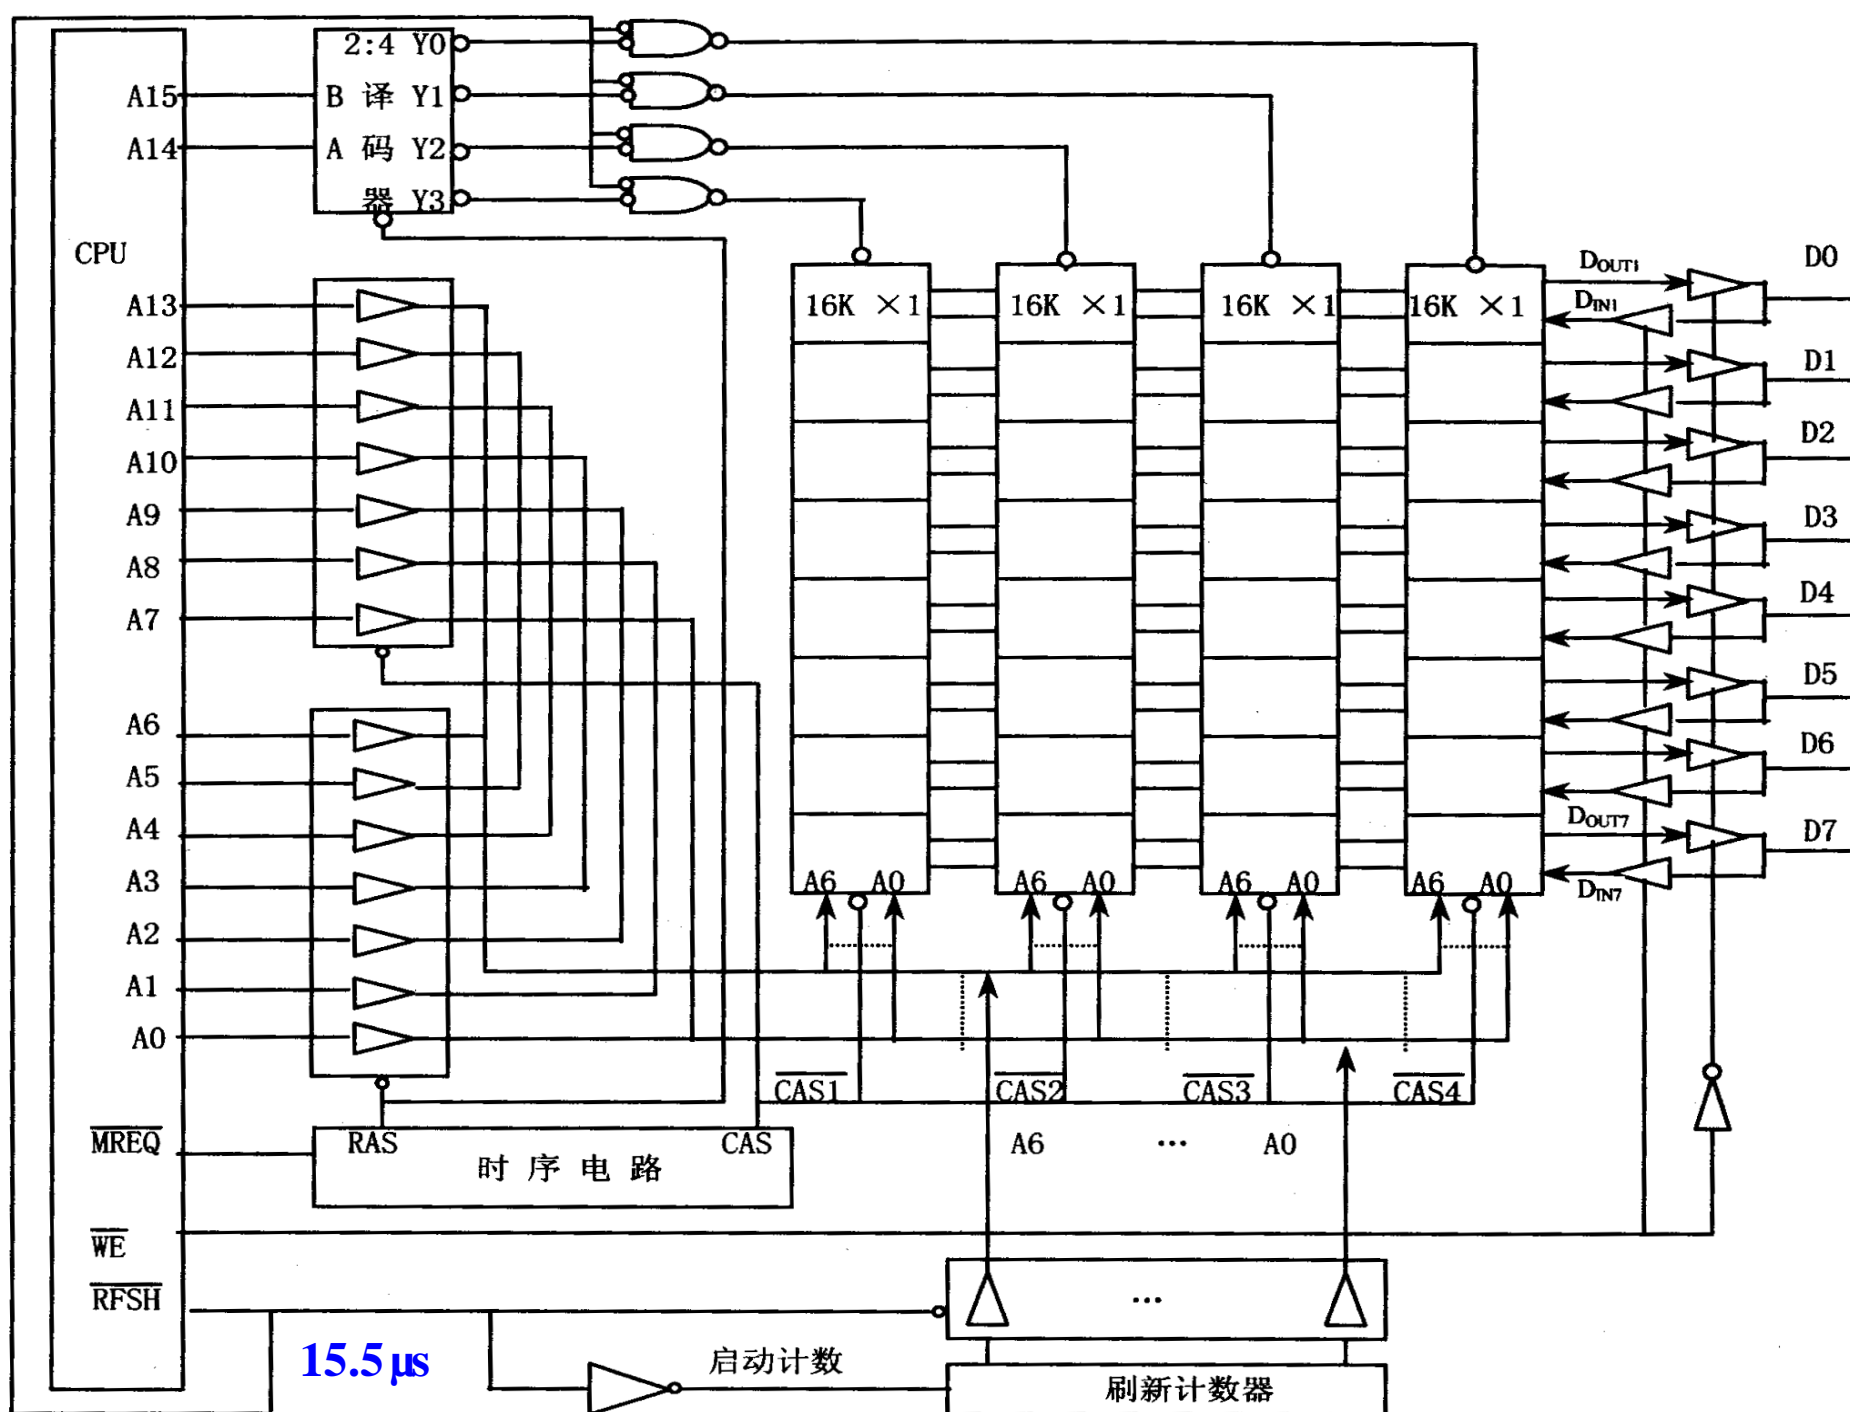 2:4 Y0
A15 B 译 Y1
A14 A 码 Y2
器 Y3
CPU
A13
A12
A11
A10
A9
A8
A7
A6
A5
A4
A3
A2
A1
A0
16K ×1
16K ×1
16K ×1
16K ×1
DOUT1
DIN1
D0
D1
D2
D3
D4
D5
D6
DOUT7
D7
DIN7
A6 A0
A6 A0
A6 A0
A6 A0
CAS1
CAS2
CAS3
CAS4
MREQ
RAS
CAS
时序电路
A6 … A0
WE
RFSH
…
15.5μs
启动计数
刷新计数器